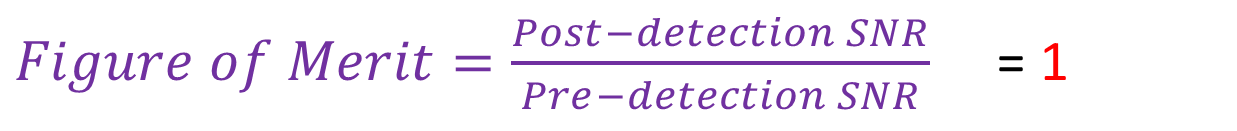 Figure of Merit = Post−detection SNR / Pre−detection SNR = 1